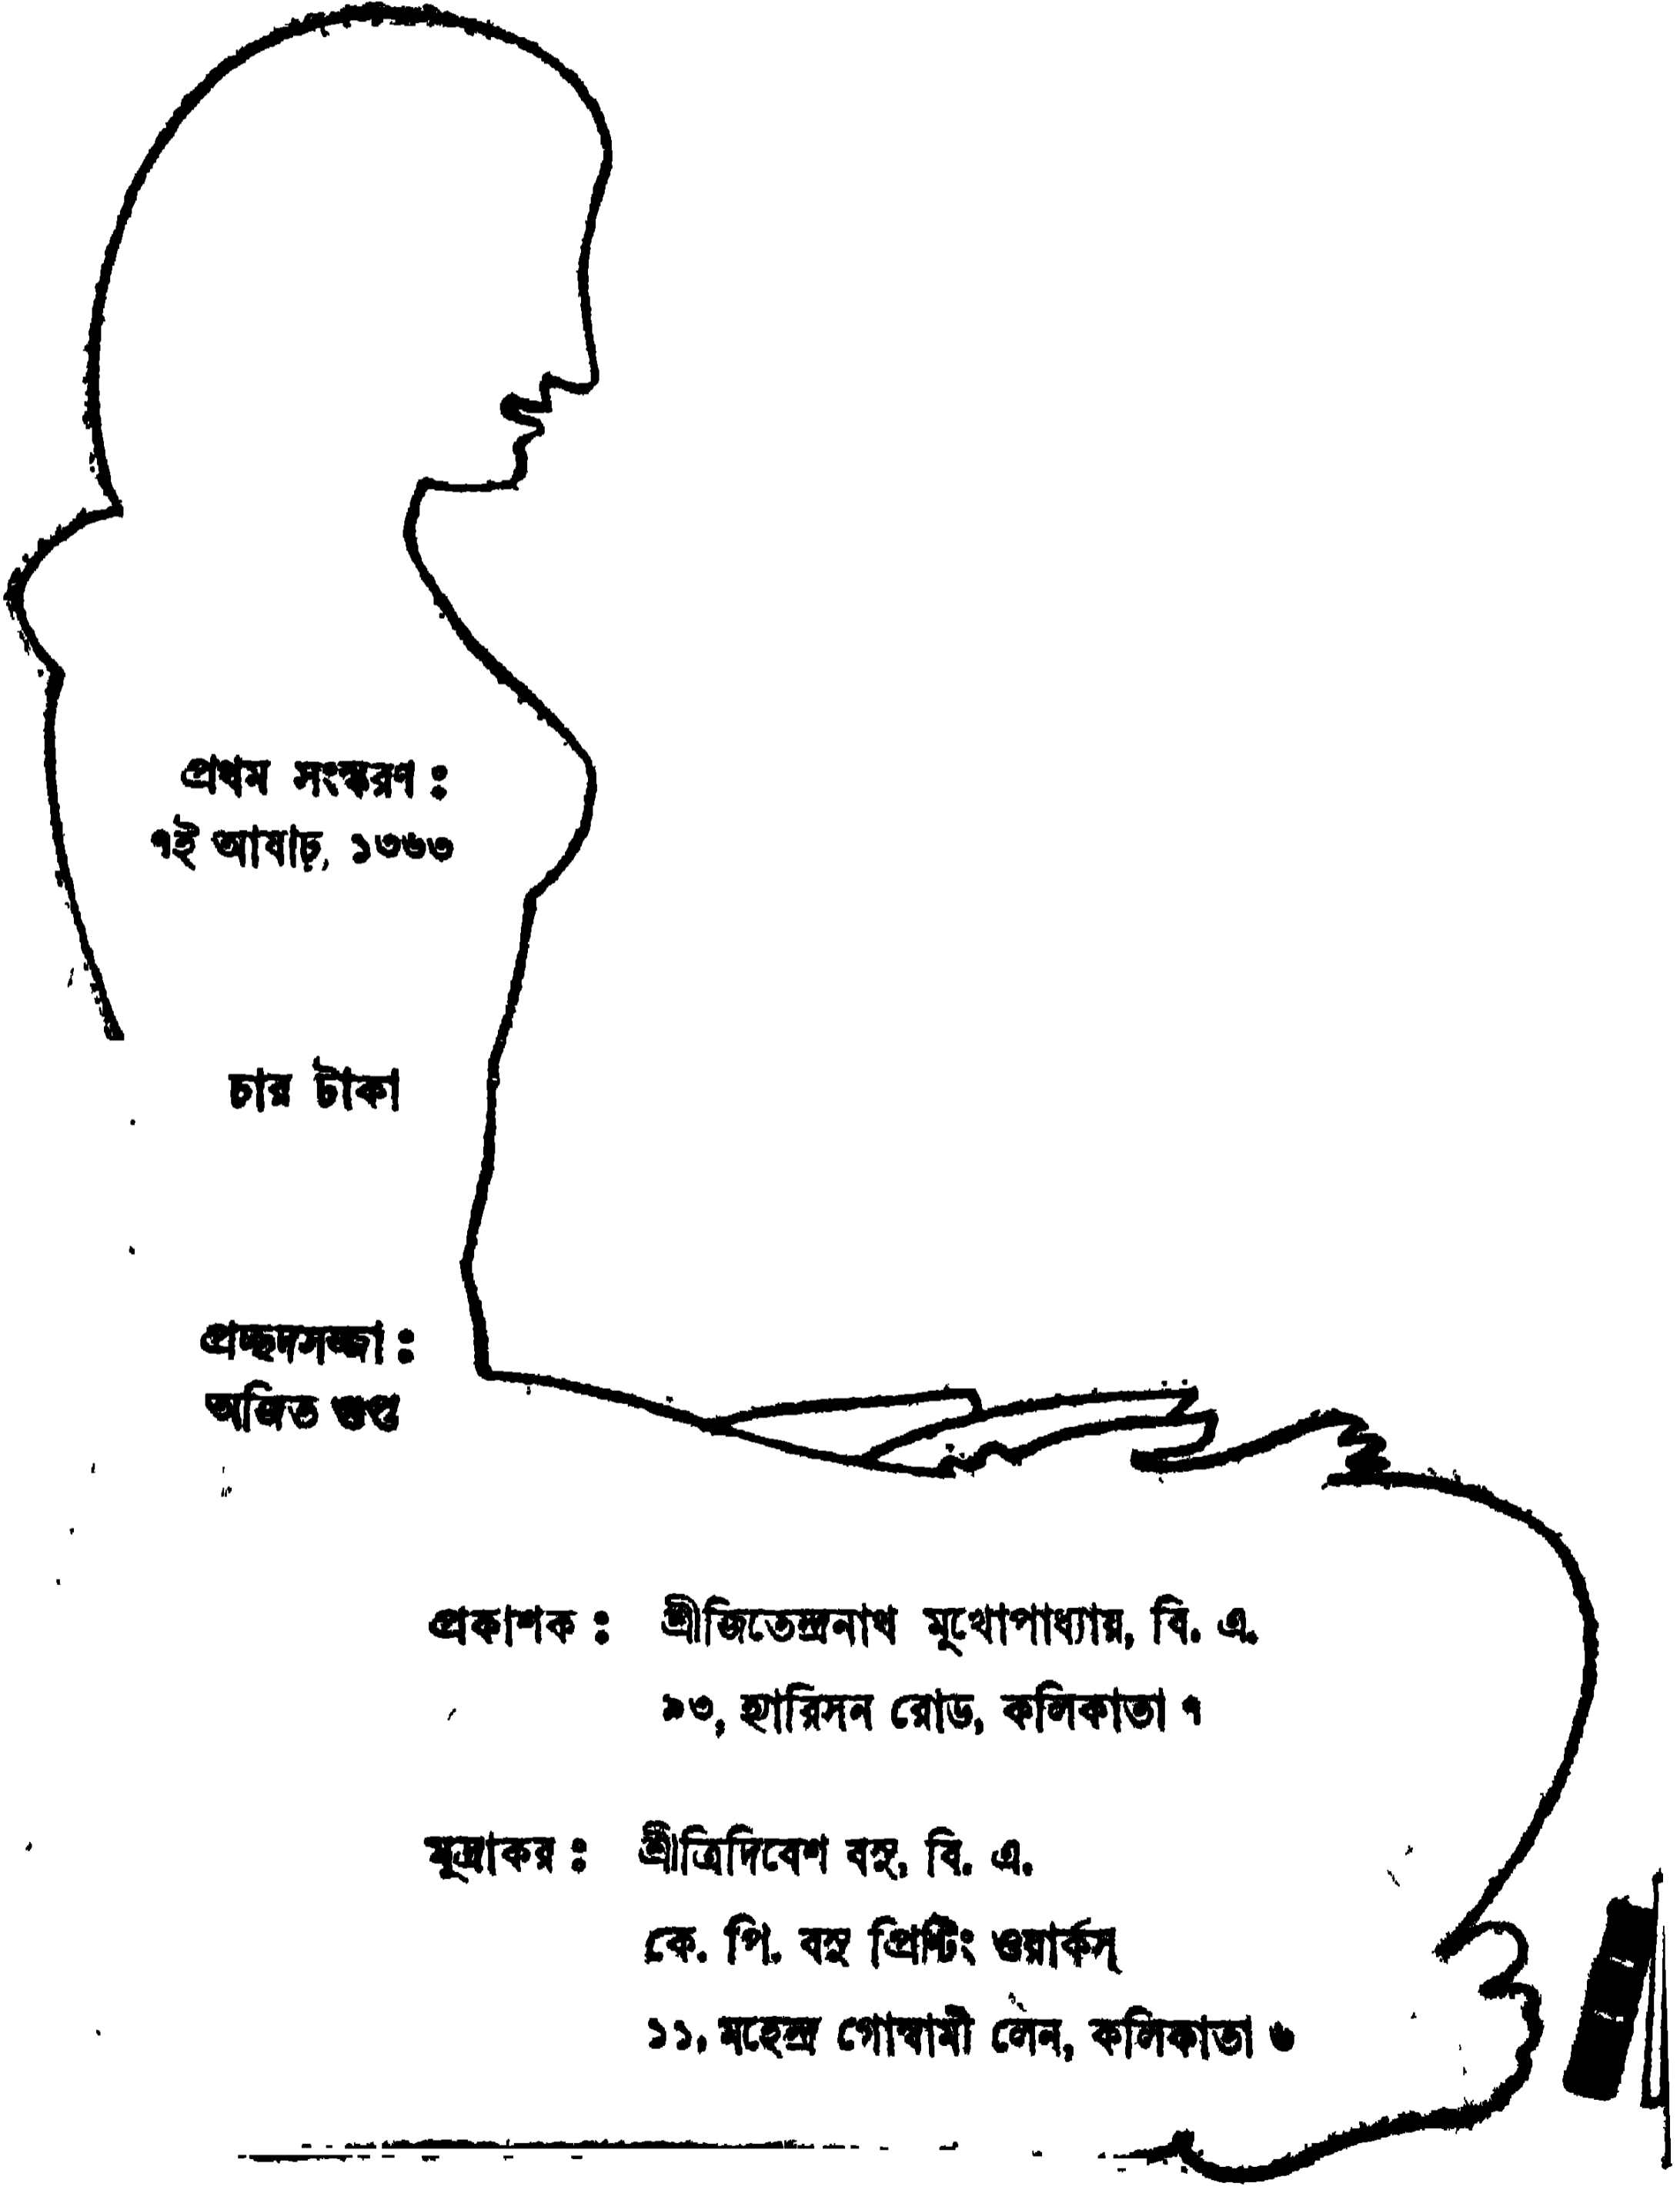 প্রথম সংস্করণ :
৭ই আষাঢ়, ১৩৬৩
চার টাকা
প্রচ্ছদসজ্জা :
অজিত গুপ্ত
প্রকাশক : শ্রীজিতেন্দ্রনাথ মুখোপাধ্যায়, বি. এ.
৯৩, হ্যারিসন রোড, কলিকাতা ৭
মুদ্রাকর : শ্রীত্রিদিবেশ বসু, বি. এ.
কে. পি. বসু প্রিন্টিং ওয়ার্কস্
১১, মহেন্দ্র গোস্বামী লেন, কলিকাতা ৬